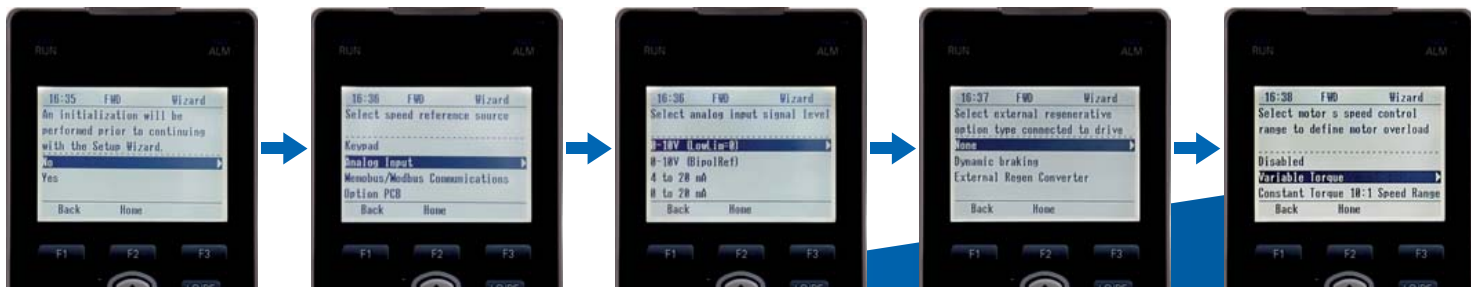 RUN ALM
16:35 FWD Wizard
An initialization will be
performed prior to continuing
with the Setup Wizard.
No
Yes
Back Home
F1 F2 F3
RUN ALM
16:36 FWD Wizard
Select speed reference source
Keypad
Analog Input
Memobus/Modbus Communications
Option PCB
Back Home
F1 F2 F3
RUN ALM
16:36 FWD Wizard
Select analog input signal level
0-10V (LowLim=0)
0-10V (BipolRef)
4 to 20 mA
0 to 20 mA
Back Home
F1 F2 F3
RUN ALM
16:37 FWD Wizard
Select external regenerative
option type connected to drive
None
Dynamic braking
External Regen Converter
Back Home
F1 F2 F3
RUN ALM
16:38 FWD Wizard
Select motor s speed control
range to define motor overload
Disabled
Variable Torque
Constant Torque 10:1 Speed Range
Back Home
F1 F2 F3